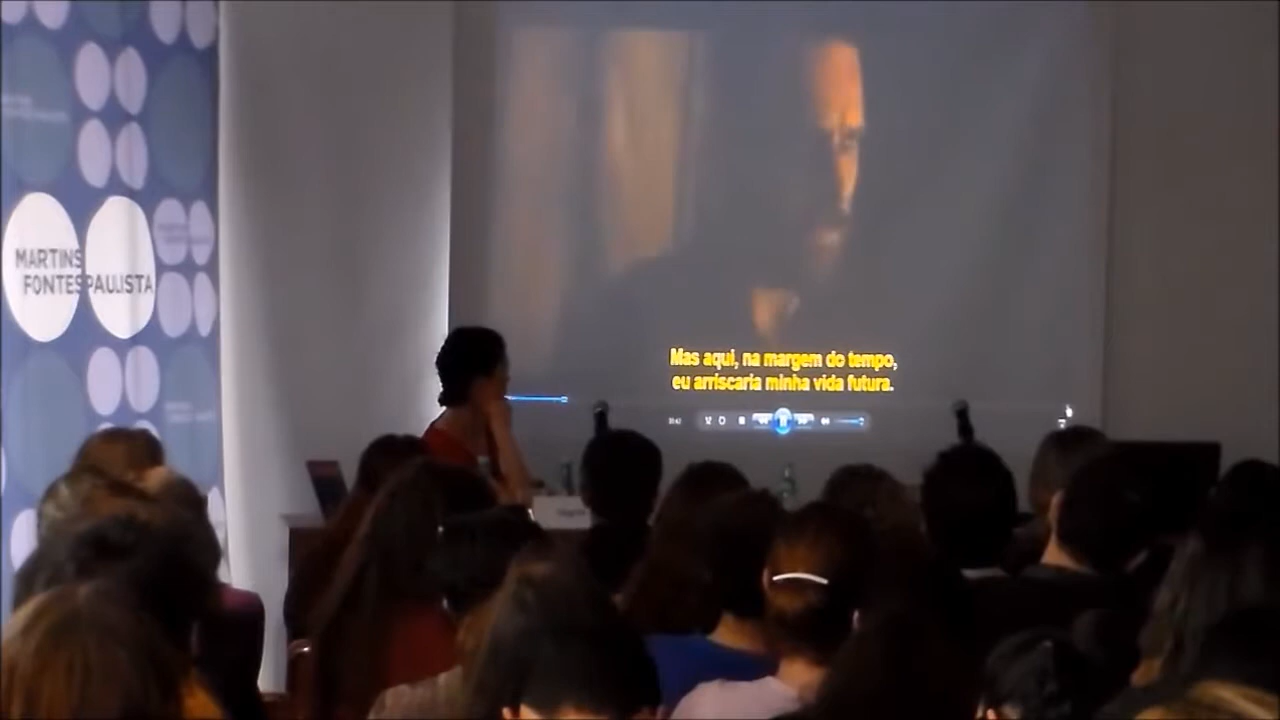 MARTINS
FONTES
PAULISTA
Mas aqui, na margem do tempo,
eu arriscaria minha vida futura.